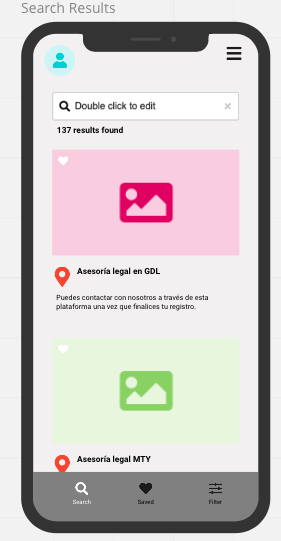 Search Results
Double click to edit
137 results found
Asesoría legal en GDL
Puedes contactar con nosotros a través de esta
plataforma una vez que finalices tu registro.
Asesoría legal MTY
Search
Saved
Filter